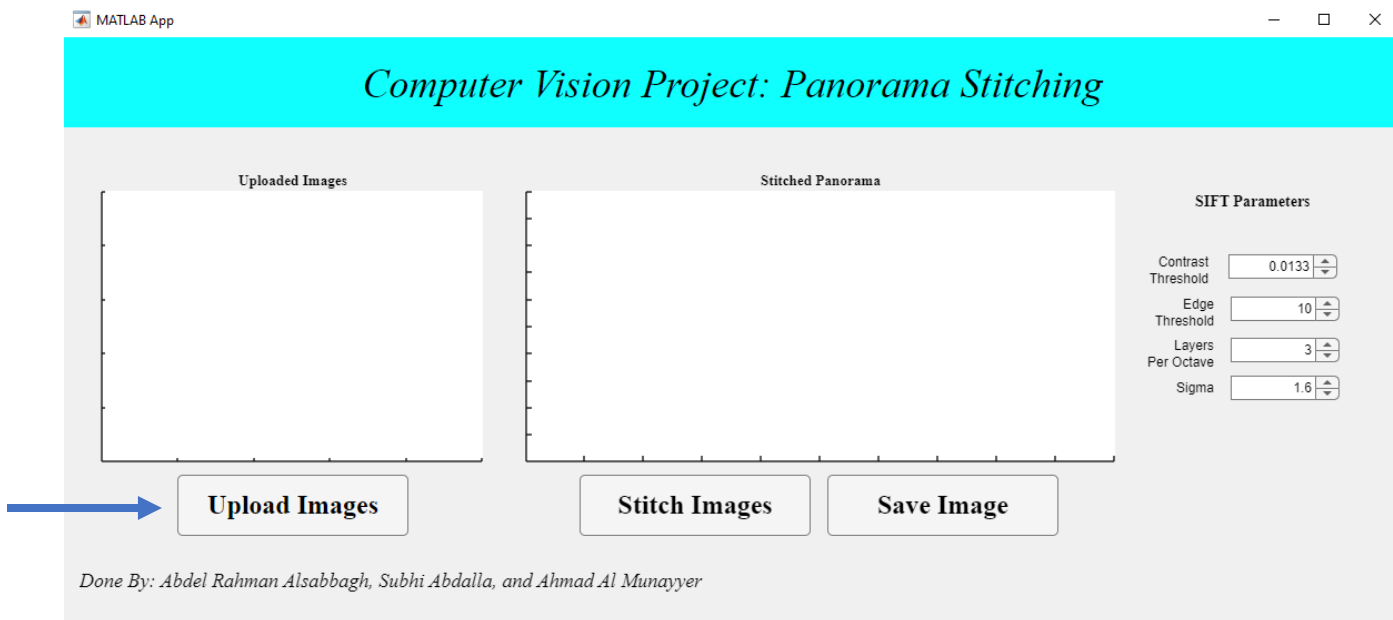 MATLAB App
Computer Vision Project: Panorama Stitching
Uploaded Images
Stitched Panorama
SIFT Parameters
Contrast
Threshold
0.0133
Edge
Threshold
10
Layers
Per Octave
3
Sigma
1.6
Upload Images
Stitch Images
Save Image
Done By: Abdel Rahman Alsabbagh, Subhi Abdalla, and Ahmad Al Munayyer